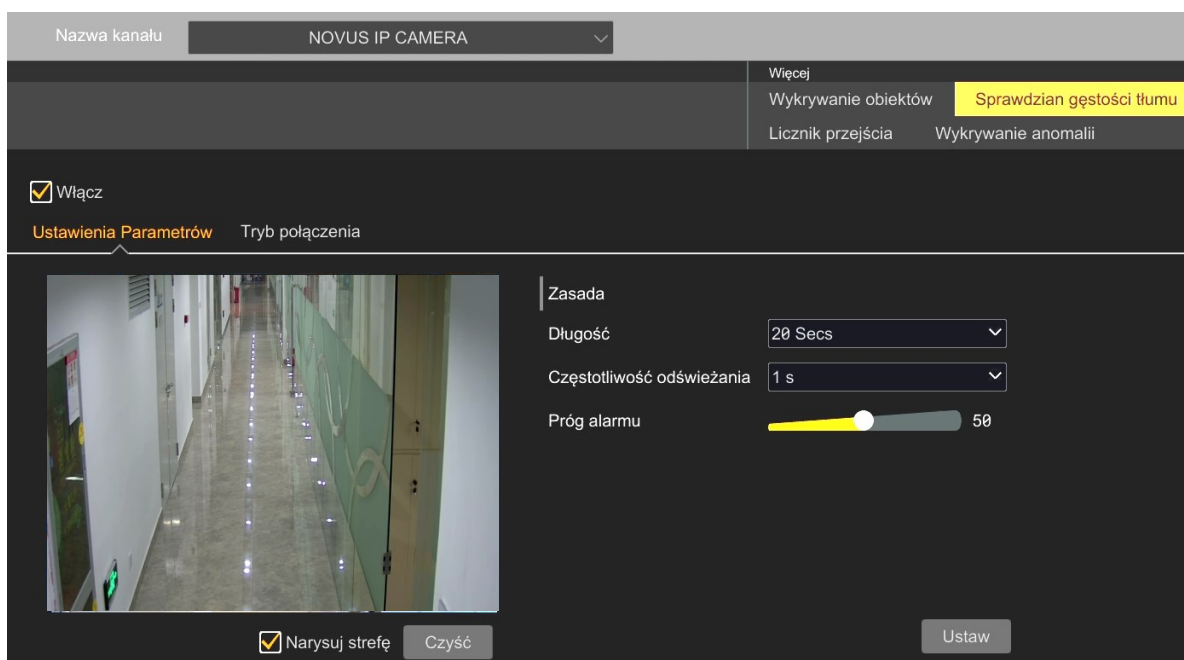 Nazwa kanału NOVUS IP CAMERA
Więcej
Wykrywanie obiektów Sprawdzian gęstości tłumu
Licznik przejścia Wykrywanie anomalii
Włącz
Ustawienia Parametrów Tryb połączenia
Zasada
Długość 20 Secs
Częstotliwość odświeżania 1 s
Próg alarmu 50
Narysuj strefę Czyść
Ustaw